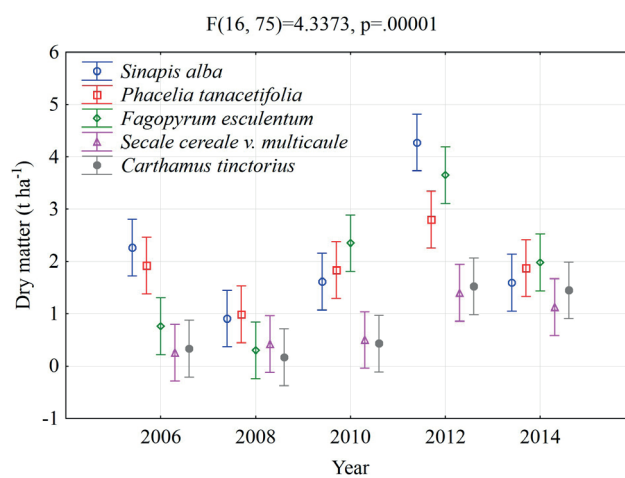 F(16, 75)=4.3373, p=.00001
6
5
4
3
2
1
0
-1
Dry matter (t ha-1)
Sinapis alba
Phacelia tanacetifolia
Fagopyrum esculentum
Secale cereale v. multicaule
Carthamus tinctorius
2006 2008 2010 2012 2014
Year